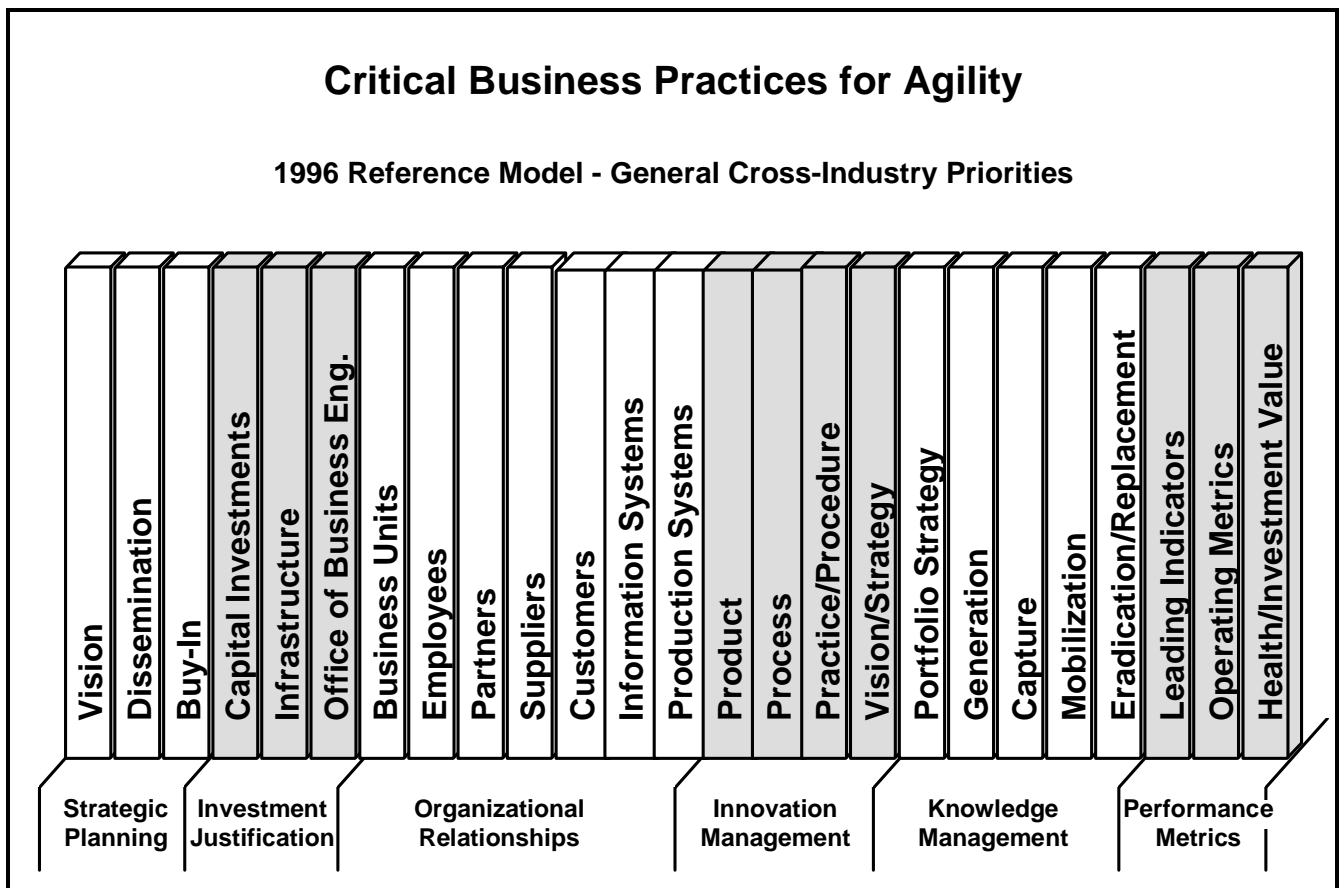 Critical Business Practices for Agility
1996 Reference Model - General Cross-Industry Priorities
Vision
Dissemination
Buy-In
Capital Investments
Infrastructure
Office of Business Eng.
Business Units
Employees
Partners
Suppliers
Customers
Information Systems
Production Systems
Product
Process
Practice/Procedure
Vision/Strategy
Portfolio Strategy
Generation
Capture
Mobilization
Eradication/Replacement
Leading Indicators
Operating Metrics
Health/Investment Value
Strategic
Planning
Investment
Justification
Organizational
Relationships
Innovation
Management
Knowledge
Management
Performance
Metrics